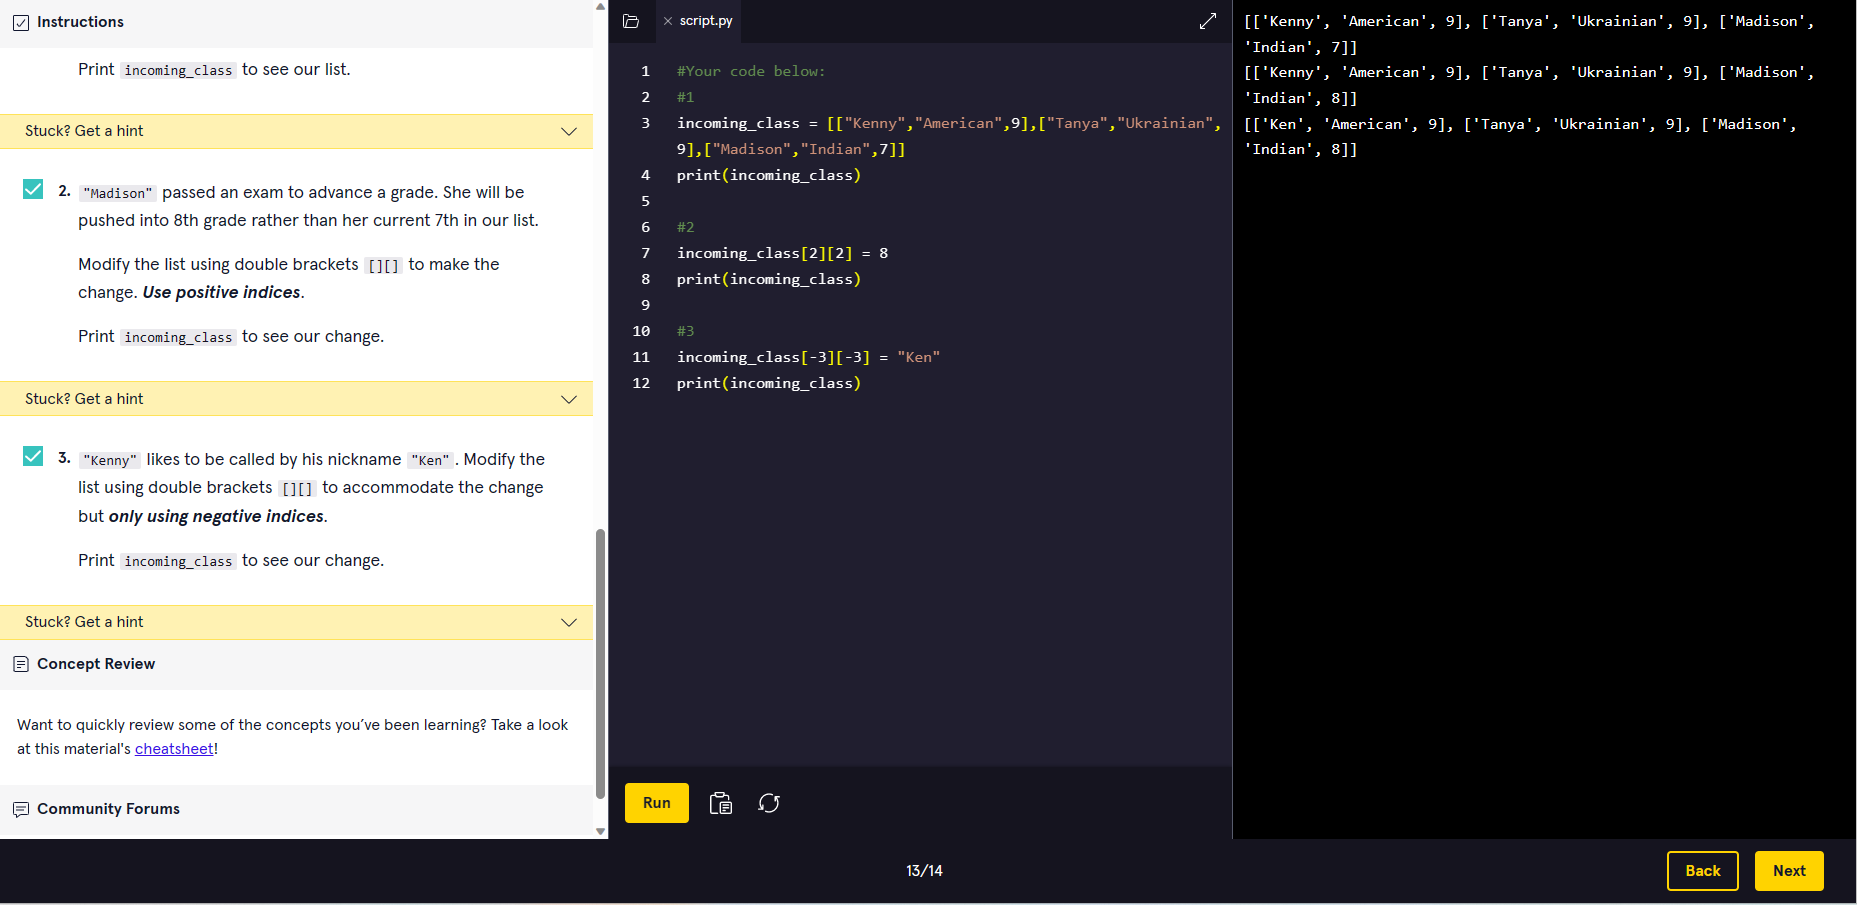 Instructions
Print incoming_class to see our list.
Stuck? Get a hint
2. "Madison" passed an exam to advance a grade. She will be
pushed into 8th grade rather than her current 7th in our list.
Modify the list using double brackets [][] to make the
change. Use positive indices.
Print incoming_class to see our change.
Stuck? Get a hint
3. "Kenny" likes to be called by his nickname "Ken". Modify the
list using double brackets [][] to accommodate the change
but only using negative indices.
Print incoming_class to see our change.
Stuck? Get a hint
Concept Review
Want to quickly review some of the concepts you’ve been learning? Take a look
at this material's cheatsheet!
Community Forums
script.py
1 #Your code below:
2 #1
3 incoming_class = [["Kenny","American",9],["Tanya","Ukrainian",
9],["Madison","Indian",7]]
4 print(incoming_class)
5
6 #2
7 incoming_class[2][2] = 8
8 print(incoming_class)
9
10 #3
11 incoming_class[-3][-3] = "Ken"
12 print(incoming_class)
Run
[['Kenny', 'American', 9], ['Tanya', 'Ukrainian', 9], ['Madison',
'Indian', 7]]
[['Kenny', 'American', 9], ['Tanya', 'Ukrainian', 9], ['Madison',
'Indian', 8]]
[['Ken', 'American', 9], ['Tanya', 'Ukrainian', 9], ['Madison',
'Indian', 8]]
13/14
Back
Next